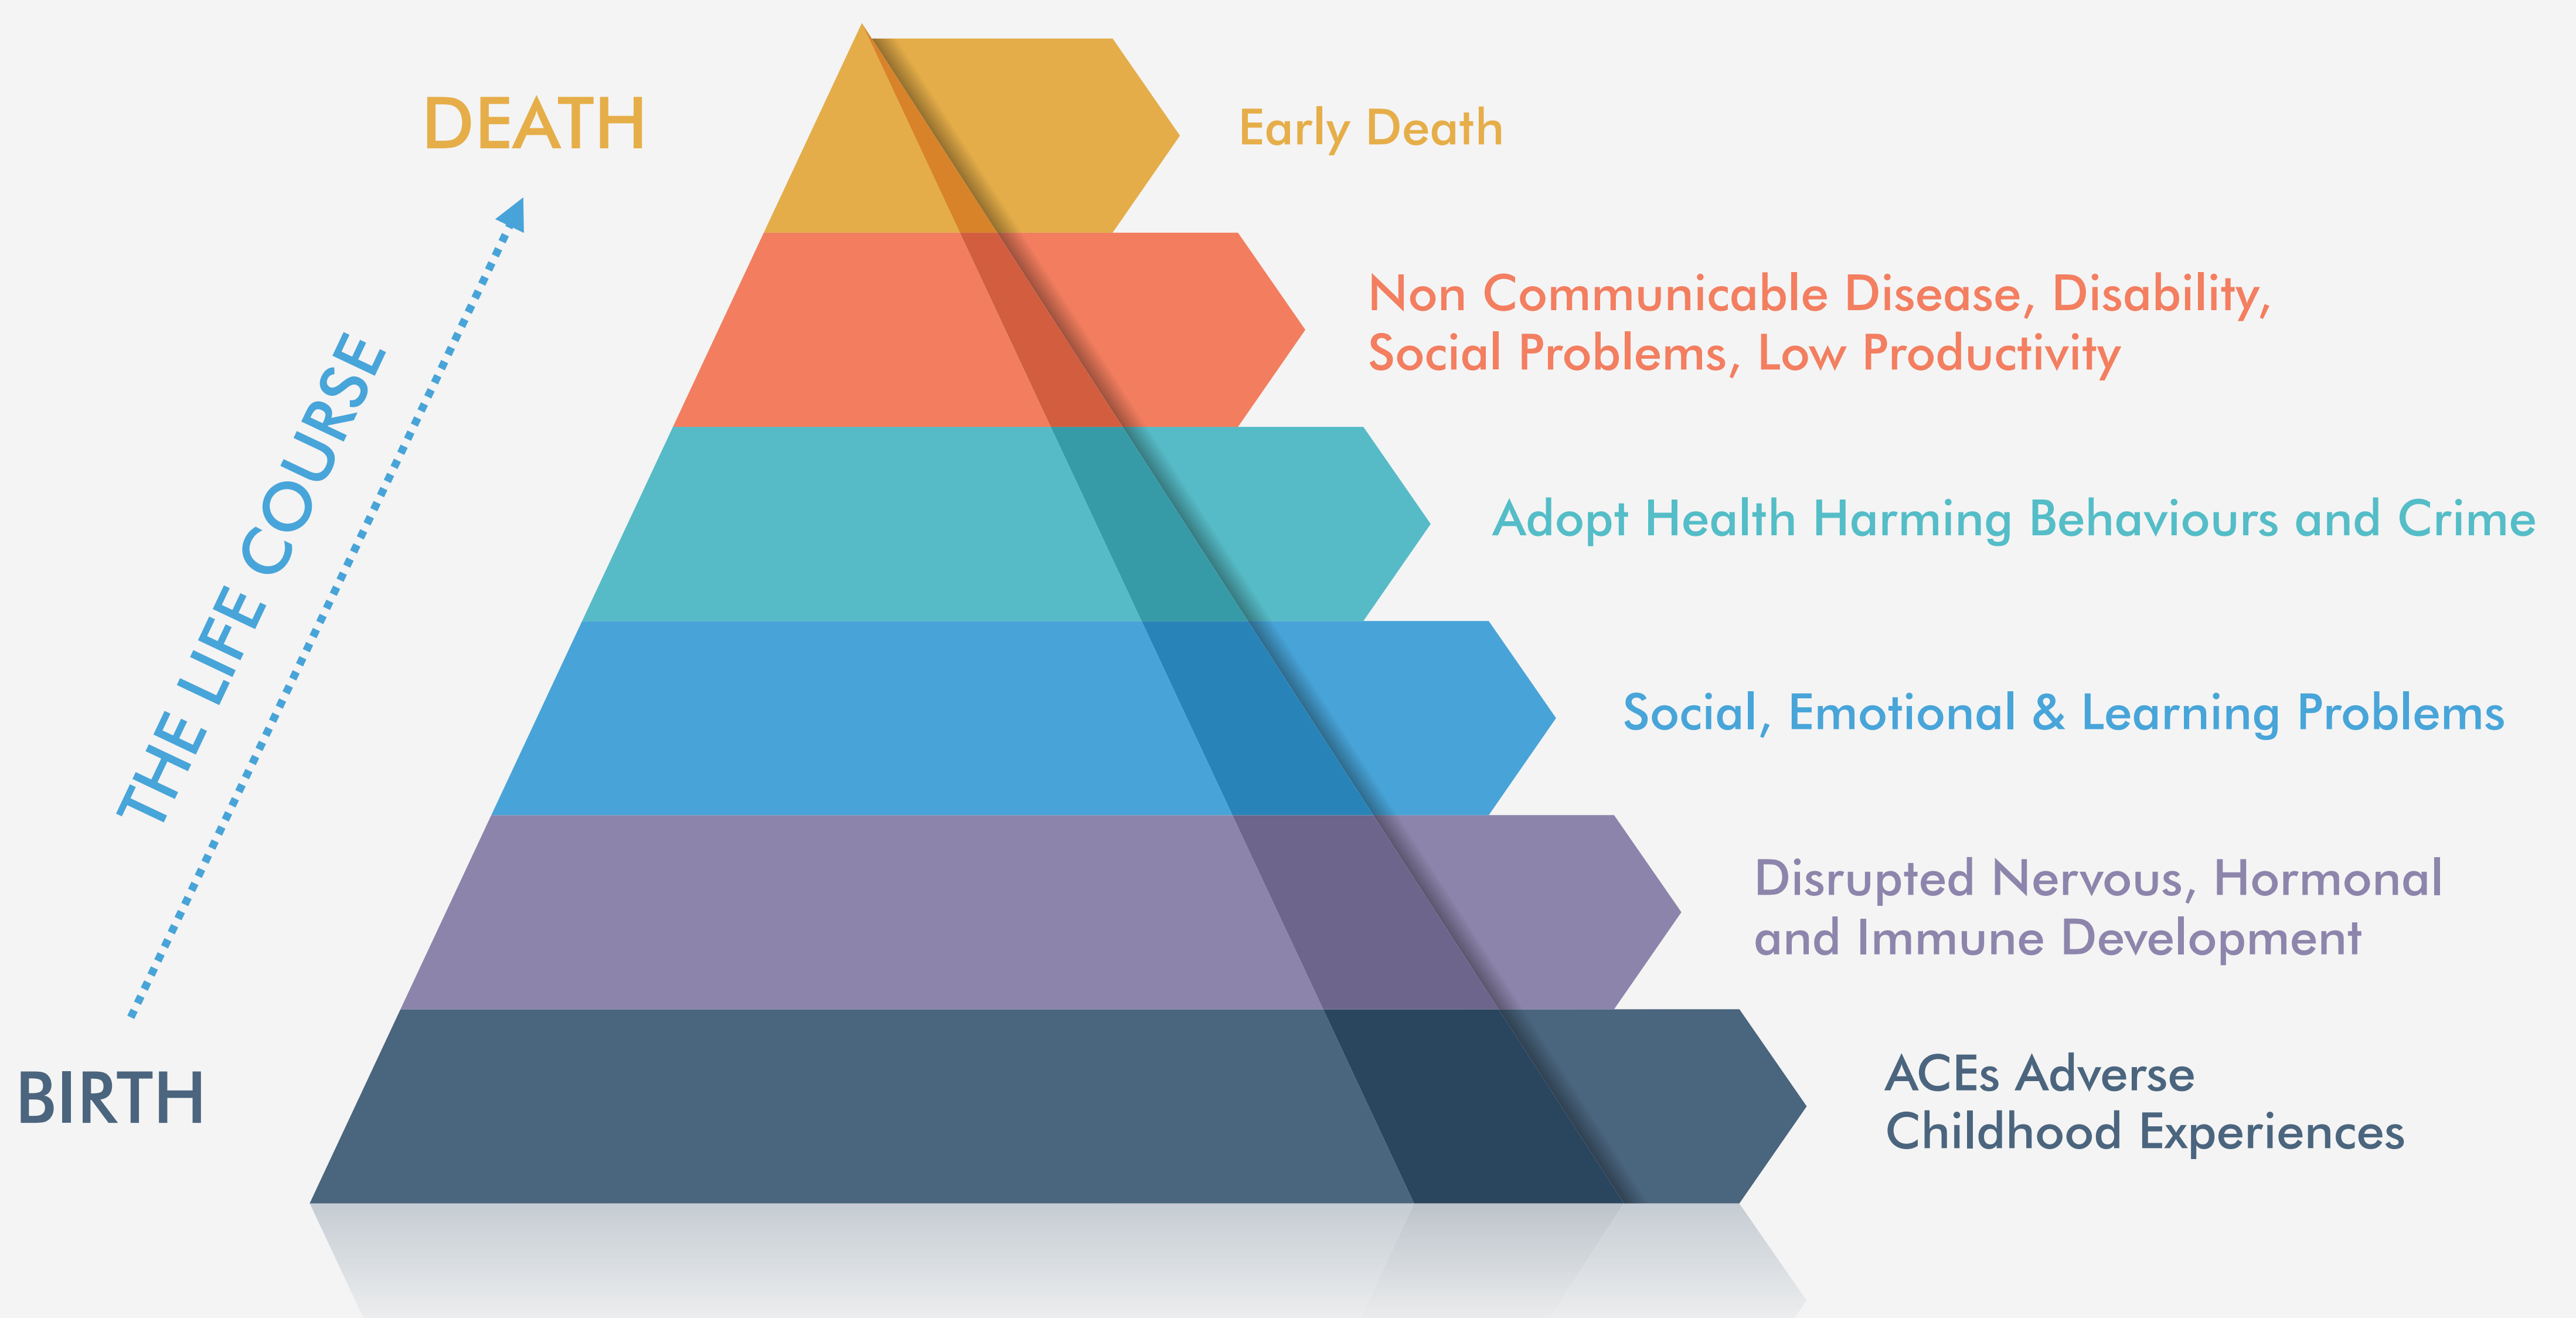 DEATH
Early Death
Non Communicable Disease, Disability,
Social Problems, Low Productivity
THE LIFE COURSE
Adopt Health Harming Behaviours and Crime
Social, Emotional & Learning Problems
Disrupted Nervous, Hormonal
and Immune Development
BIRTH
ACEs Adverse
Childhood Experiences